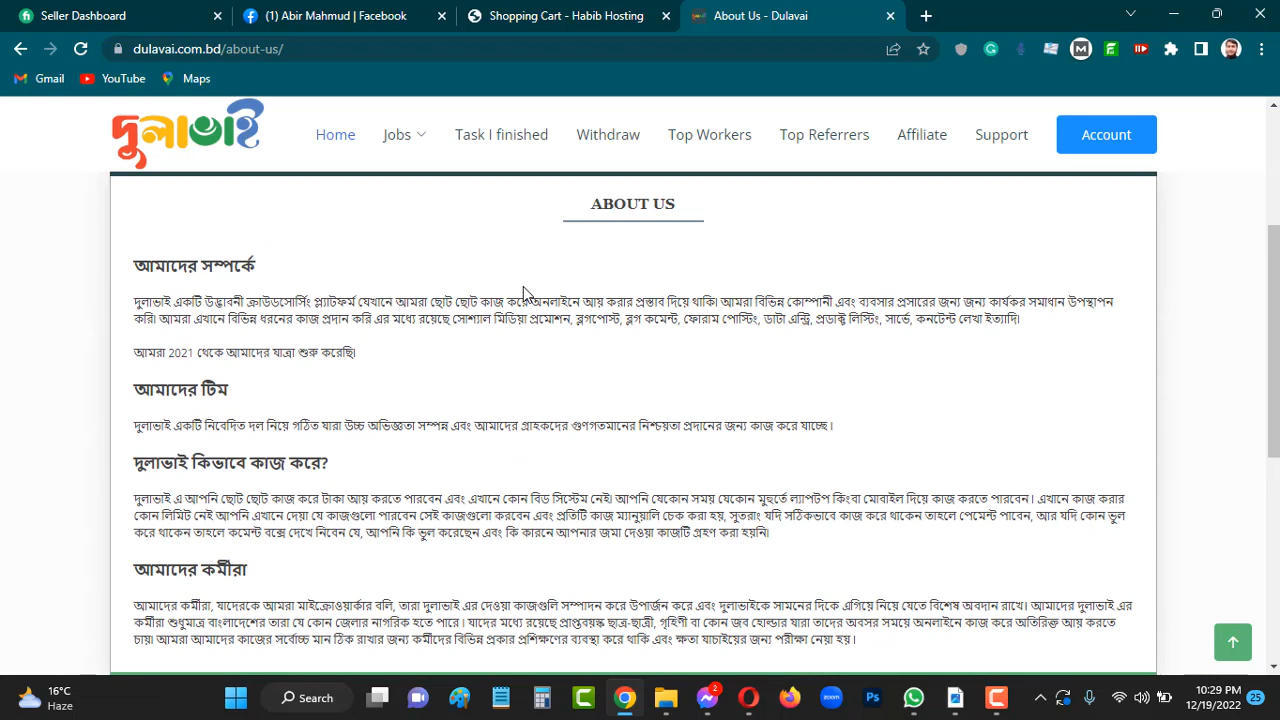 Seller Dashboard
(1) Abir Mahmud | Facebook
Shopping Cart - Habib Hosting
About Us - Dulavai
dulavai.com.bd/about-us/
Gmail
YouTube
Maps
দুলাভাই
Home
Jobs
Task I finished
Withdraw
Top Workers
Top Referrers
Affiliate
Support
Account
ABOUT US
আমাদের সম্পর্কে
দুলাভাই একটি উদ্ভাবনী ক্রাউডসোর্সিং প্ল্যাটফর্ম যেখানে আমরা ছোট ছোট কাজ করে অনলাইনে আয় করার প্রস্তাব দিয়ে থাকি। আমরা বিভিন্ন কোম্পানী এবং ব্যবসার প্রসারের জন্য জন্য কার্যকর সমাধান উপস্থাপন
করি। আমরা এখানে বিভিন্ন ধরনের কাজ প্রদান করি এর মধ্যে রয়েছে সোশ্যাল মিডিয়া প্রমোশন, ব্লগপোস্ট, ব্লগ কমেন্ট, ফোরাম পোস্টিং, ডাটা এন্ট্রি, প্রডাক্ট লিস্টিং, সার্ভে, কনটেন্ট লেখা ইত্যাদি।
আমরা 2021 থেকে আমাদের যাত্রা শুরু করেছি।
আমাদের টিম
দুলাভাই একটি নিবেদিত দল নিয়ে গঠিত যারা উচ্চ অভিজ্ঞতা সম্পন্ন এবং আমাদের গ্রাহকদের গুণগতমানের নিশ্চয়তা প্রদানের জন্য কাজ করে যাচ্ছে।
দুলাভাই কিভাবে কাজ করে?
দুলাভাই এ আপনি ছোট ছোট কাজ করে টাকা আয় করতে পারবেন এবং এখানে কোন বিড সিস্টেম নেই। আপনি যেকোন সময় যেকোন মুহুর্তে ল্যাপটপ কিংবা মোবাইল দিয়ে কাজ করতে পারবেন। এখানে কাজ করার
কোন লিমিট নেই আপনি এখানে দেয়া যে কাজগুলো পারবেন সেই কাজগুলো করবেন এবং প্রতিটি কাজ ম্যানুয়ালি চেক করা হয়, সুতরাং যদি সঠিকভাবে কাজ করে থাকেন তাহলে পেমেন্ট পাবেন, আর যদি কোন ভুল
করে থাকেন তাহলে কমেন্ট বক্সে দেখে নিবেন যে, আপনি কি ভুল করেছেন এবং কি কারনে আপনার জমা দেওয়া কাজটি গ্রহণ করা হয়নি।
আমাদের কর্মীরা
আমাদের কর্মীরা, যাদেরকে আমরা মাইক্রোওয়ার্কার বলি, তারা দুলাভাই এর দেওয়া কাজগুলি সম্পাদন করে উপার্জন করে এবং দুলাভাইকে সামনের দিকে এগিয়ে নিয়ে যেতে বিশেষ অবদান রাখে। আমাদের দুলাভাই এর
কর্মীরা শুধুমাত্র বাংলাদেশের তারা যে কোন জেলার নাগরিক হতে পারে। যাদের মধ্যে রয়েছে প্রাপ্তবয়স্ক ছাত্র-ছাত্রী, গৃহিণী বা কোন জব হোল্ডার যারা তাদের অবসর সময়ে অনলাইনে কাজ করে অতিরিক্ত আয় করতে
চায়। আমরা আমাদের কাজের সর্বোচ্চ মান ঠিক রাখার জন্য কর্মীদের বিভিন্ন প্রকার প্রশিক্ষণের ব্যবস্থা করে থাকি এবং ক্ষতা যাচাইয়ের জন্য পরীক্ষা নেয়া হয়।
16°C
Haze
Search
2
10:29 PM
12/19/2022
25